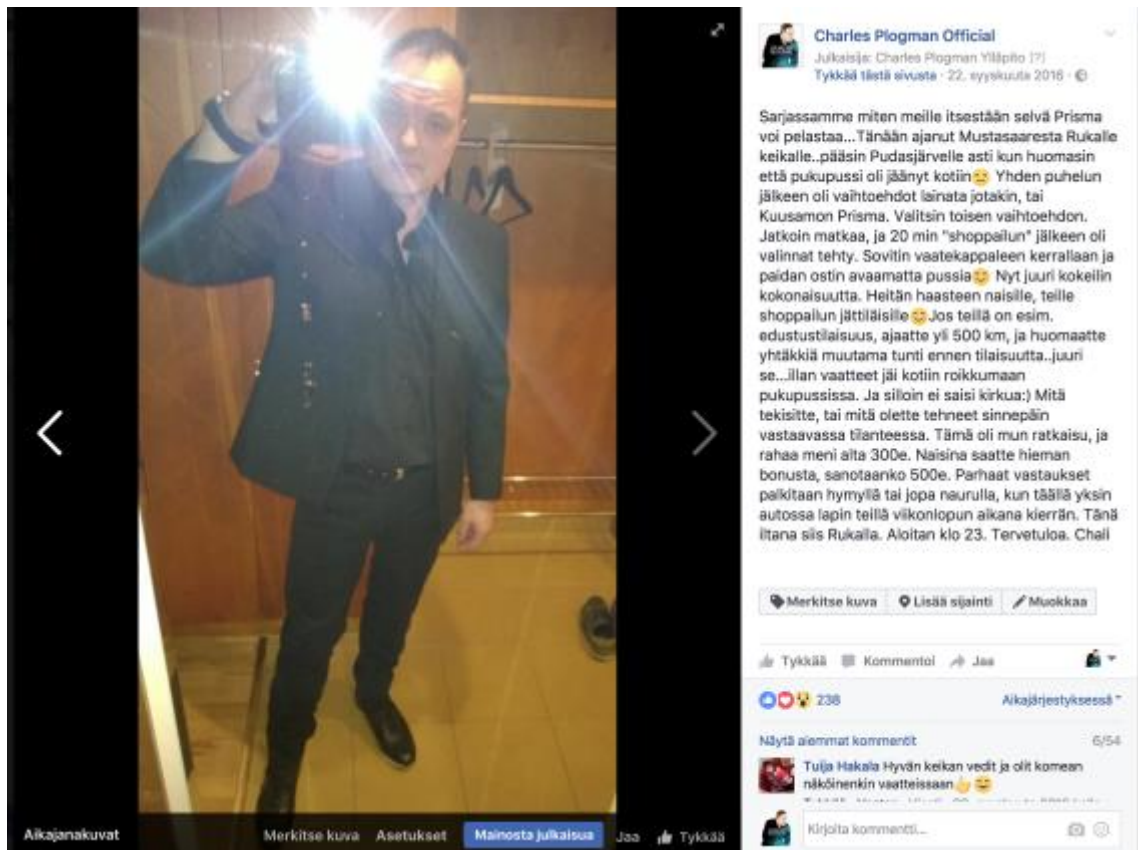 Charles Plogman Official
Julkaisija: Charles Plogman Ylläpito [?]
Tykkää tästä sivusta · 22. syyskuuta 2016 ·
Sarjassamme miten meille itsestään selvä Prisma
voi pelastaa...Tänään ajanut Mustasaaresta Rukalle
keikalle..pääsin Pudasjärvelle asti kun huomasin
että pukupussi oli jäänyt kotiin😟 Yhden puhelun
jälkeen oli vaihtoehdot lainata jotakin, tai
Kuusamon Prisma. Valitsin toisen vaihtoehdon.
Jatkoin matkaa, ja 20 min "shoppailun" jälkeen oli
valinnat tehty. Sovitin vaatekappaleen kerrallaan ja
paidan ostin avaamatta pussia😊 Nyt juuri kokeilin
kokonaisuutta. Heitän haasteen naisille, teille
shoppailun jättiläisille😊Jos teillä on esim.
edustustilaisuus, ajaatte yli 500 km, ja huomaatte
yhtäkkiä muutama tunti ennen tilaisuutta..juuri
se...illan vaatteet jäi kotiin roikkumaan
pukupussissa. Ja silloin ei saisi kirkua:) Mitä
tekisitte, tai mitä olette tehneet sinnepäin
vastaavassa tilanteessa. Tämä oli mun ratkaisu, ja
rahaa meni alta 300e. Naisina saatte hieman
bonusta, sanotaanko 500e. Parhaat vastaukset
palkitaan hymyllä tai jopa naurulla, kun täällä yksin
autossa lapin teillä viikonlopun aikana kierrän. Tänä
iltana siis Rukalla. Aloitan klo 23. Tervetuloa. Chali
Merkitse kuva Lisää sijainti Muokkaa
Tykkää Kommentoi Jaa
238 Aikajärjestyksessä
Näytä aiemmat kommentit 6/54
Tuija Hakala Hyvän keikan vedit ja olit komean
näköinenkin vaatteissaan👍😄
Kirjoita kommentti...
Aikajanakuvat Merkitse kuva Asetukset Mainosta julkaisua Jaa Tykkää